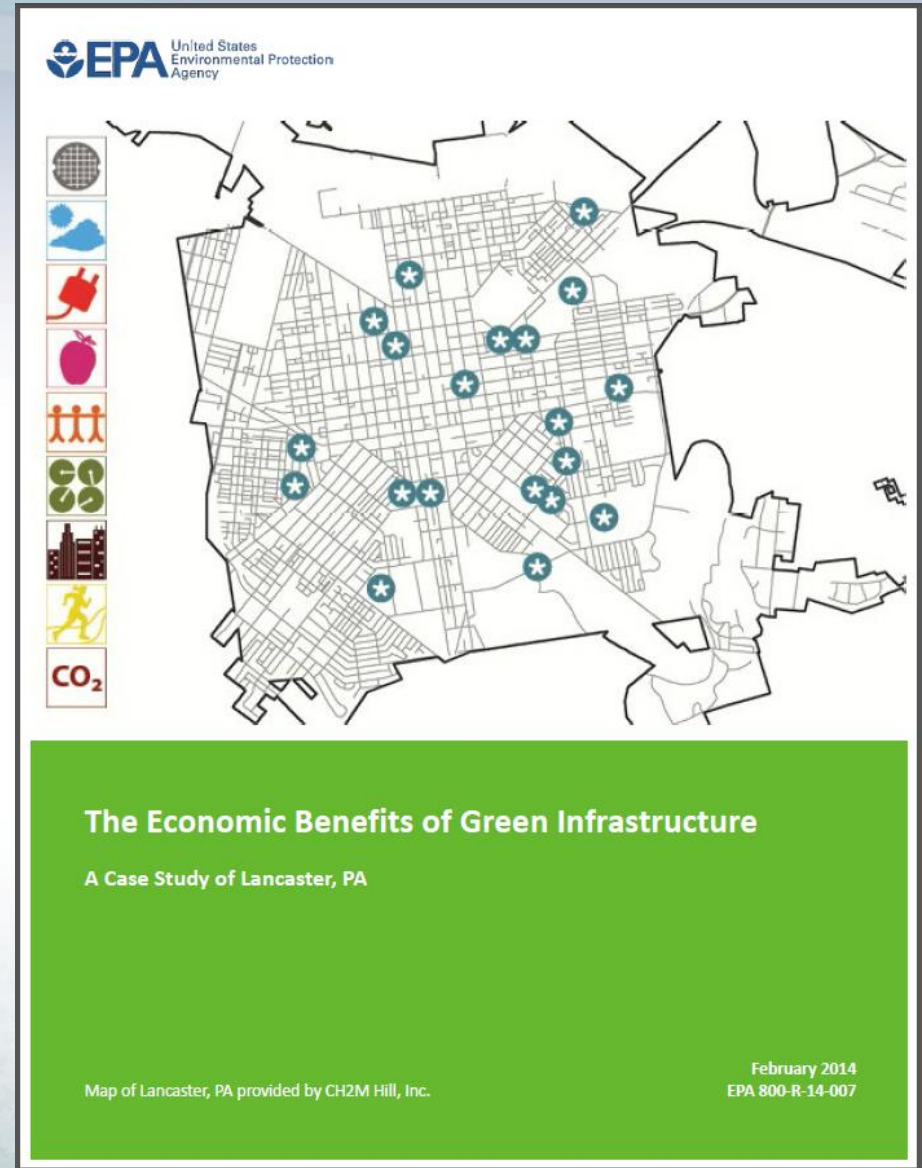 EPA United States
Environmental Protection
Agency
CO₂
The Economic Benefits of Green Infrastructure
A Case Study of Lancaster, PA
February 2014
Map of Lancaster, PA provided by CH2M Hill, Inc.
EPA 800-R-14-007